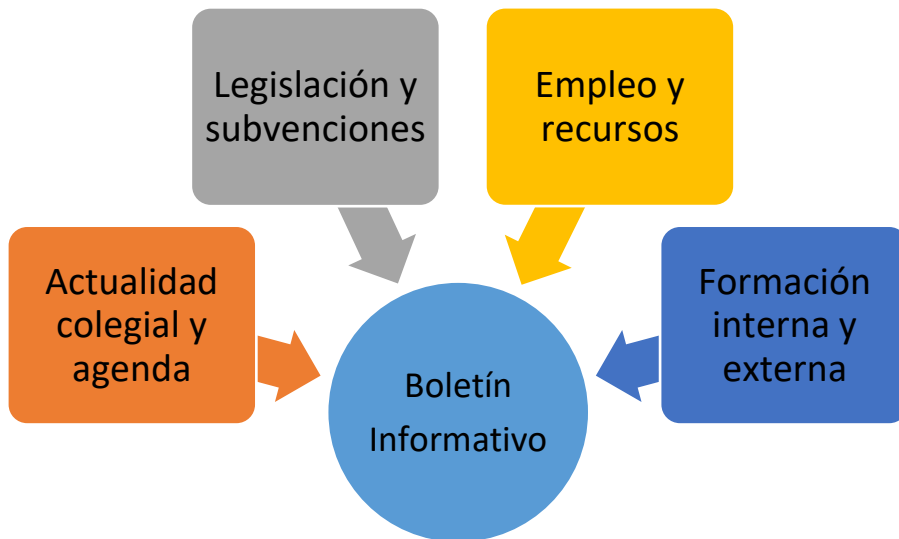 Legislación y
subvenciones
Empleo y
recursos
Actualidad
colegial y
agenda
Formación
interna y
externa
Boletín
Informativo